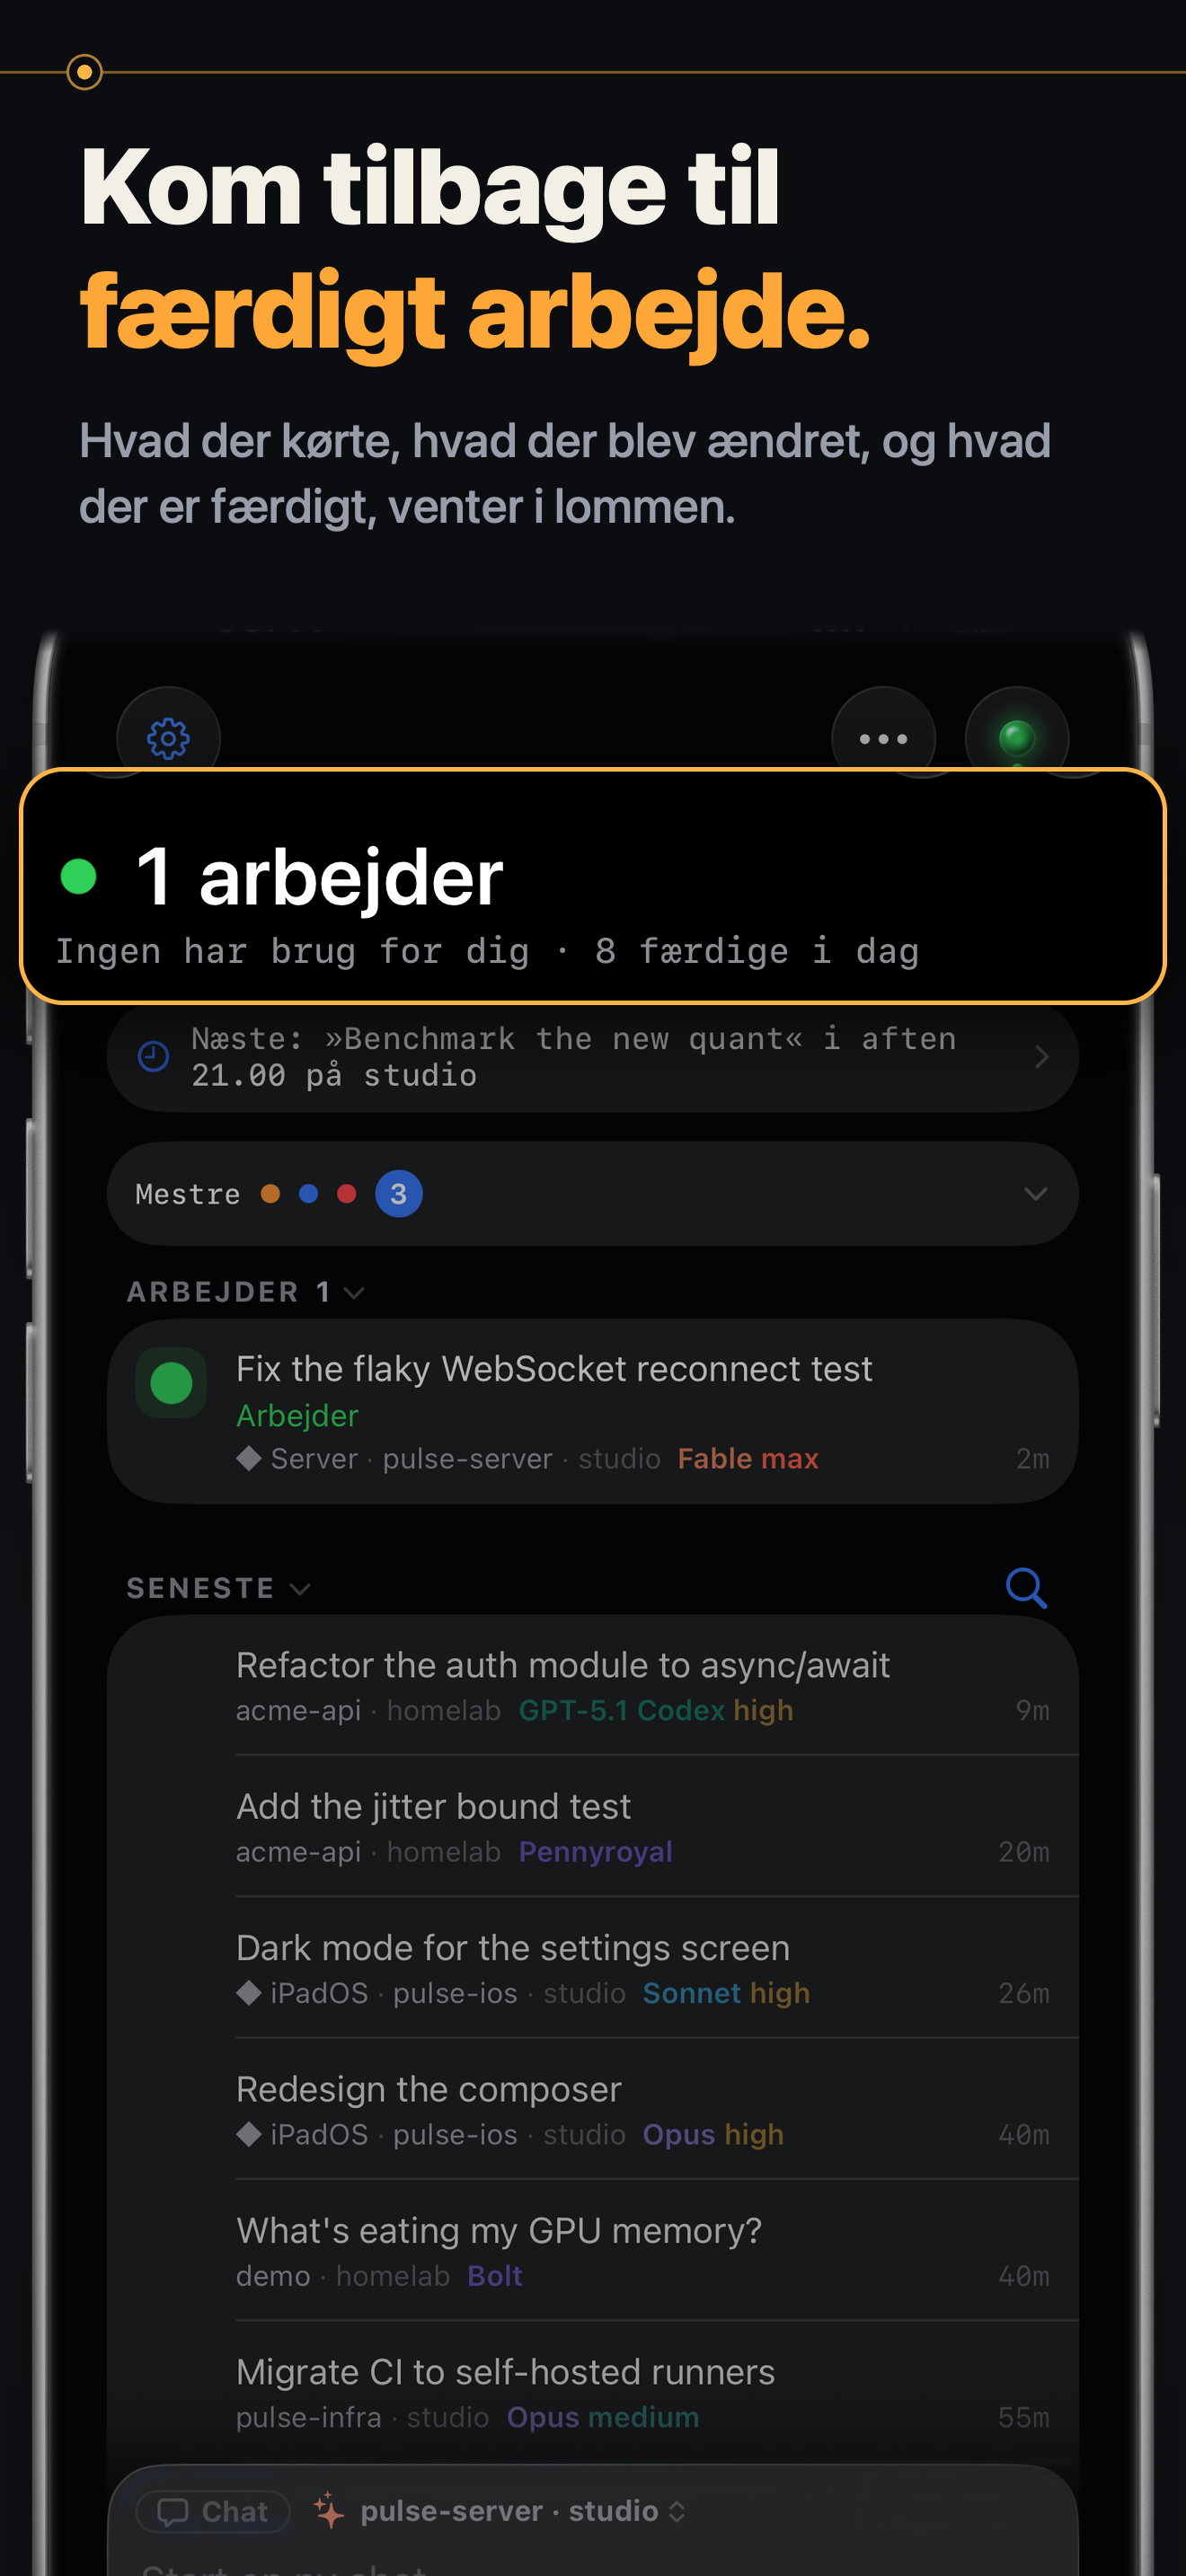 Kom tilbage til
færdigt arbejde.
Hvad der kørte, hvad der blev ændret, og hvad
der er færdigt, venter i lommen.
1 arbejder
Ingen har brug for dig · 8 færdige i dag
Næste: »Benchmark the new quant« i aften
21.00 på studio
Mestre 3
ARBEJDER 1
Fix the flaky WebSocket reconnect test
Arbejder
Server · pulse-server · studio Fable max 2m
SENESTE
Refactor the auth module to async/await
acme-api · homelab GPT-5.1 Codex high 9m
Add the jitter bound test
acme-api · homelab Pennyroyal 20m
Dark mode for the settings screen
iPadOS · pulse-ios · studio Sonnet high 26m
Redesign the composer
iPadOS · pulse-ios · studio Opus high 40m
What's eating my GPU memory?
demo · homelab Bolt 40m
Migrate CI to self-hosted runners
pulse-infra · studio Opus medium 55m
Chat pulse-server · studio